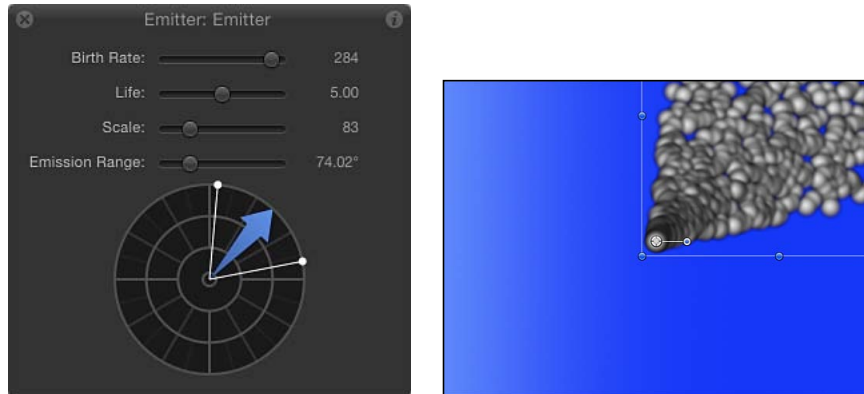 Emitter: Emitter
Birth Rate: 284
Life: 5.00
Scale: 83
Emission Range: 74.02°